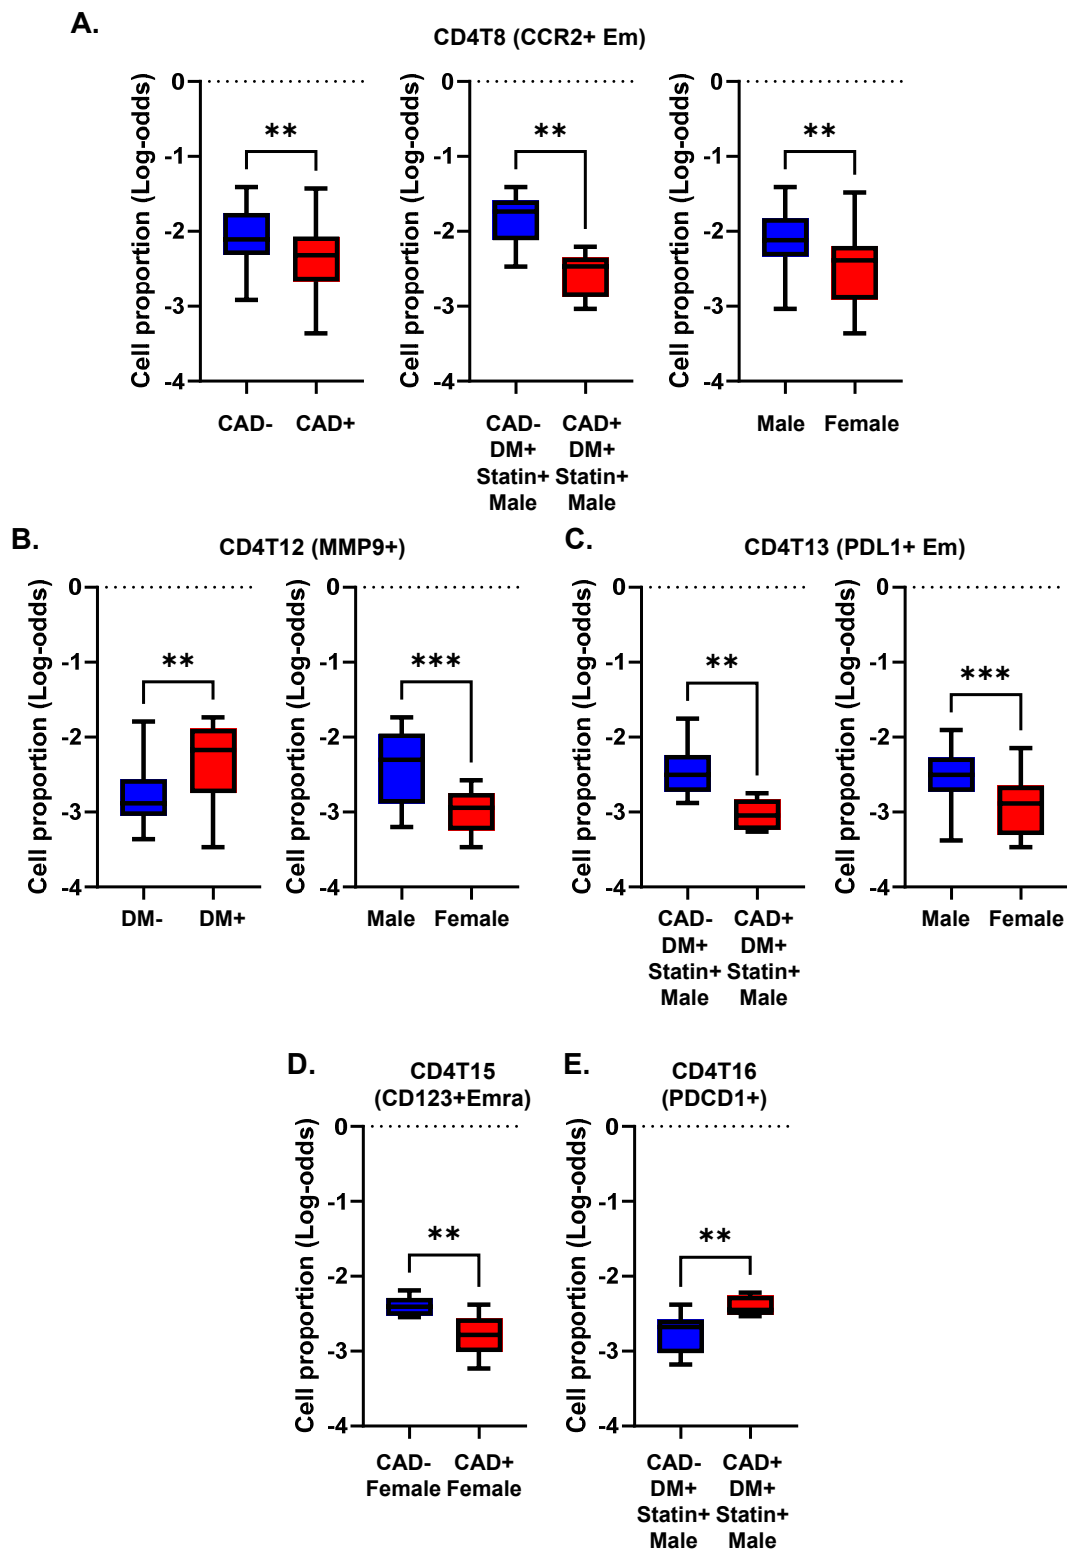 A.
CD4T8 (CCR2+ Em)
Cell proportion (Log-odds)
0
-1
-2
-3
-4
**
CAD- CAD+
Cell proportion (Log-odds)
0
-1
-2
-3
-4
**
CAD- CAD+
DM+ DM+
Statin+ Statin+
Male Male
Cell proportion (Log-odds)
0
-1
-2
-3
-4
**
Male Female
B.
CD4T12 (MMP9+)
Cell proportion (Log-odds)
0
-1
-2
-3
-4
**
DM- DM+
Cell proportion (Log-odds)
0
-1
-2
-3
-4
***
Male Female
C.
CD4T13 (PDL1+ Em)
Cell proportion (Log-odds)
0
-1
-2
-3
-4
**
CAD- CAD+
DM+ DM+
Statin+ Statin+
Male Male
Cell proportion (Log-odds)
0
-1
-2
-3
-4
***
Male Female
D.
CD4T15
(CD123+Emra)
Cell proportion (Log-odds)
0
-1
-2
-3
-4
**
CAD- CAD+
Female Female
E.
CD4T16
(PDCD1+)
Cell proportion (Log-odds)
0
-1
-2
-3
-4
**
CAD- CAD+
DM+ DM+
Statin+ Statin+
Male Male